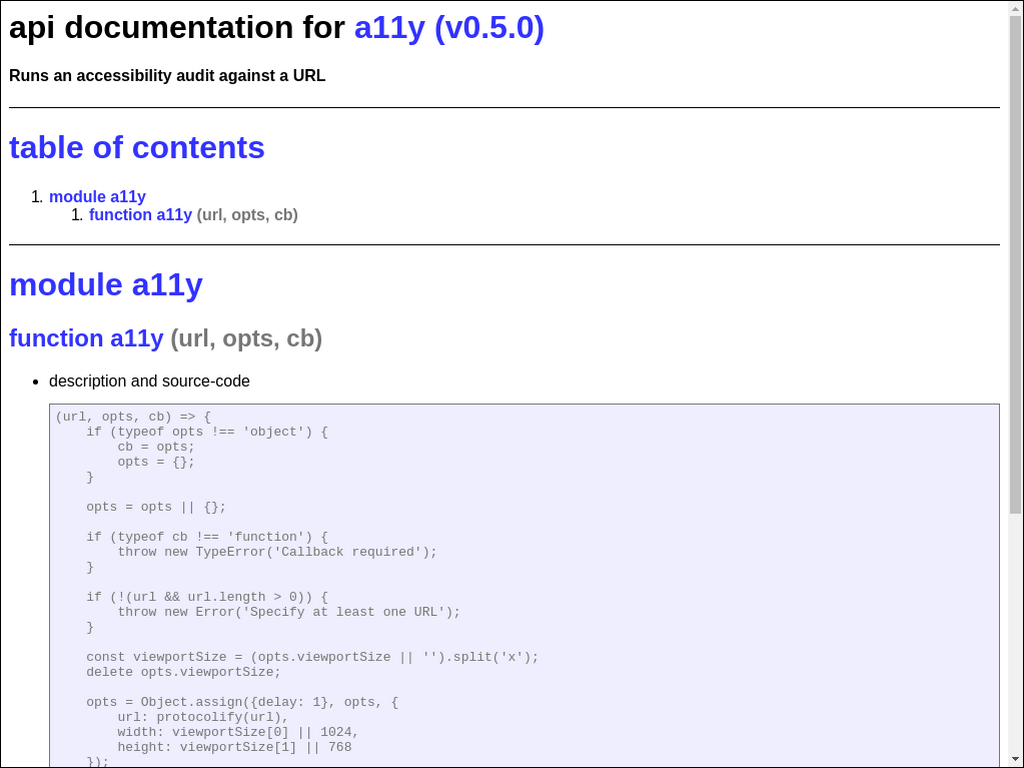 api documentation for a11y (v0.5.0)
Runs an accessibility audit against a URL
table of contents
1. module a11y
1. function a11y (url, opts, cb)
module a11y
function a11y (url, opts, cb)
• description and source-code
(url, opts, cb) => {
    if (typeof opts !== 'object') {
        cb = opts;
        opts = {};
    }
    opts = opts || {};
    if (typeof cb !== 'function') {
        throw new TypeError('Callback required');
    }
    if (!(url && url.length > 0)) {
        throw new Error('Specify at least one URL');
    }
    const viewportSize = (opts.viewportSize || '').split('x');
    delete opts.viewportSize;
    opts = Object.assign({delay: 1}, opts, {
        url: protocolify(url),
        width: viewportSize[0] || 1024,
        height: viewportSize[1] || 768
    });